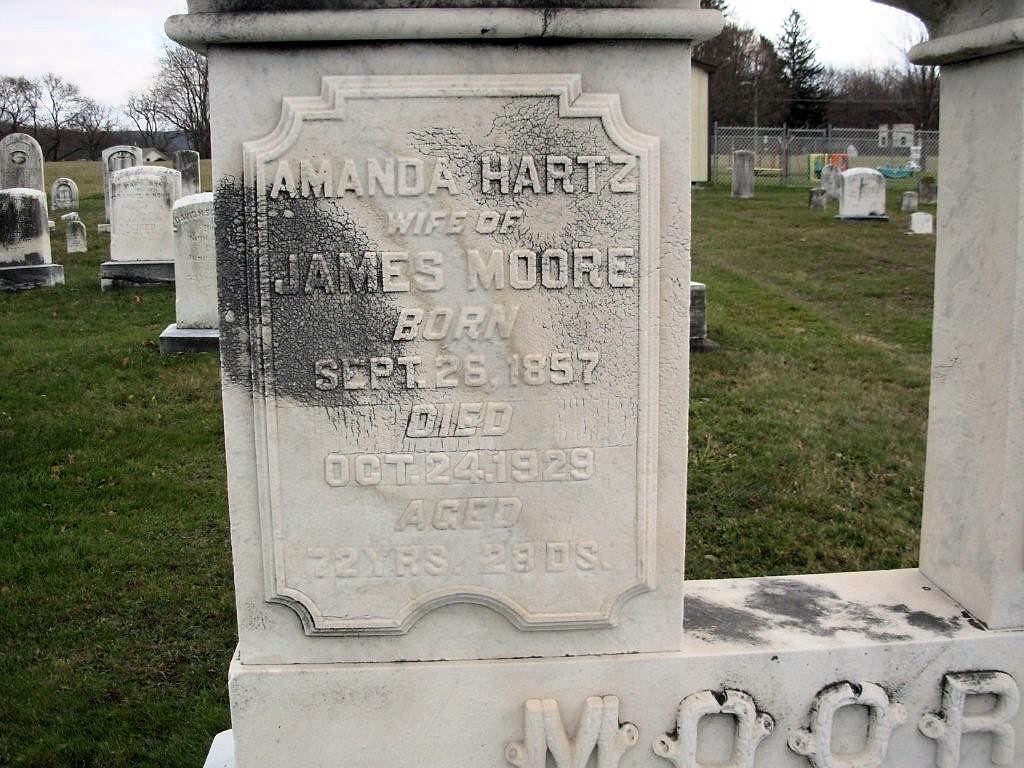 AMANDA HARTZ
WIFE OF
JAMES MOORE
BORN
SEPT. 26, 1857
DIED
OCT. 24, 1929
AGED
72 YRS. 29 DS.
MOOR